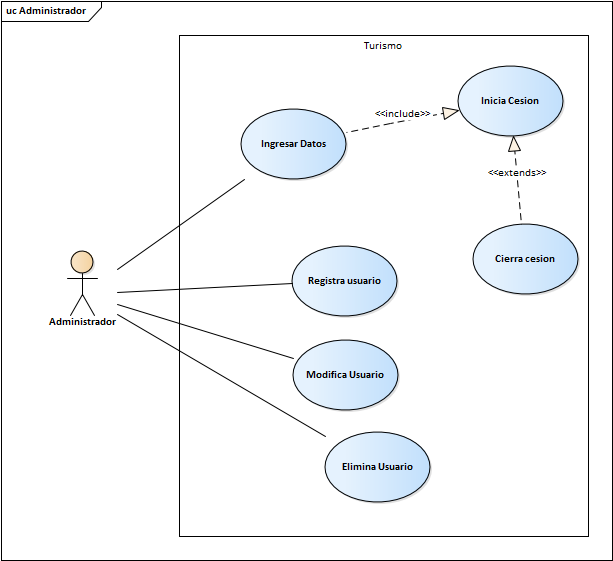 uc Administrador
Turismo
Inicia Cesion
<<include>>
Ingresar Datos
<<extends>>
Cierra cesion
Registra usuario
Administrador
Modifica Usuario
Elimina Usuario